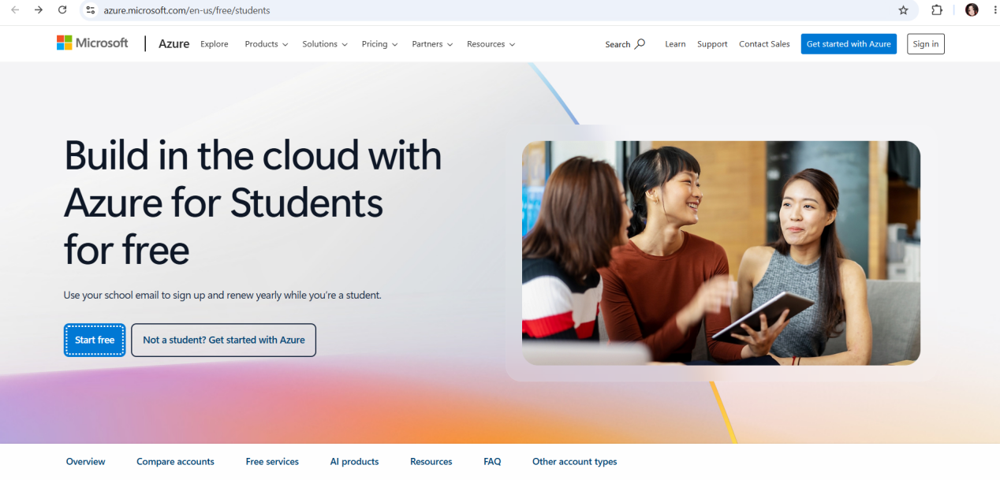 azure.microsoft.com/en-us/free/students
Microsoft Azure Explore Products Solutions Pricing Partners Resources Search Learn Support Contact Sales Get started with Azure Sign in
Build in the cloud with
Azure for Students
for free
Use your school email to sign up and renew yearly while you're a student.
Start free Not a student? Get started with Azure
Overview Compare accounts Free services AI products Resources FAQ Other account types